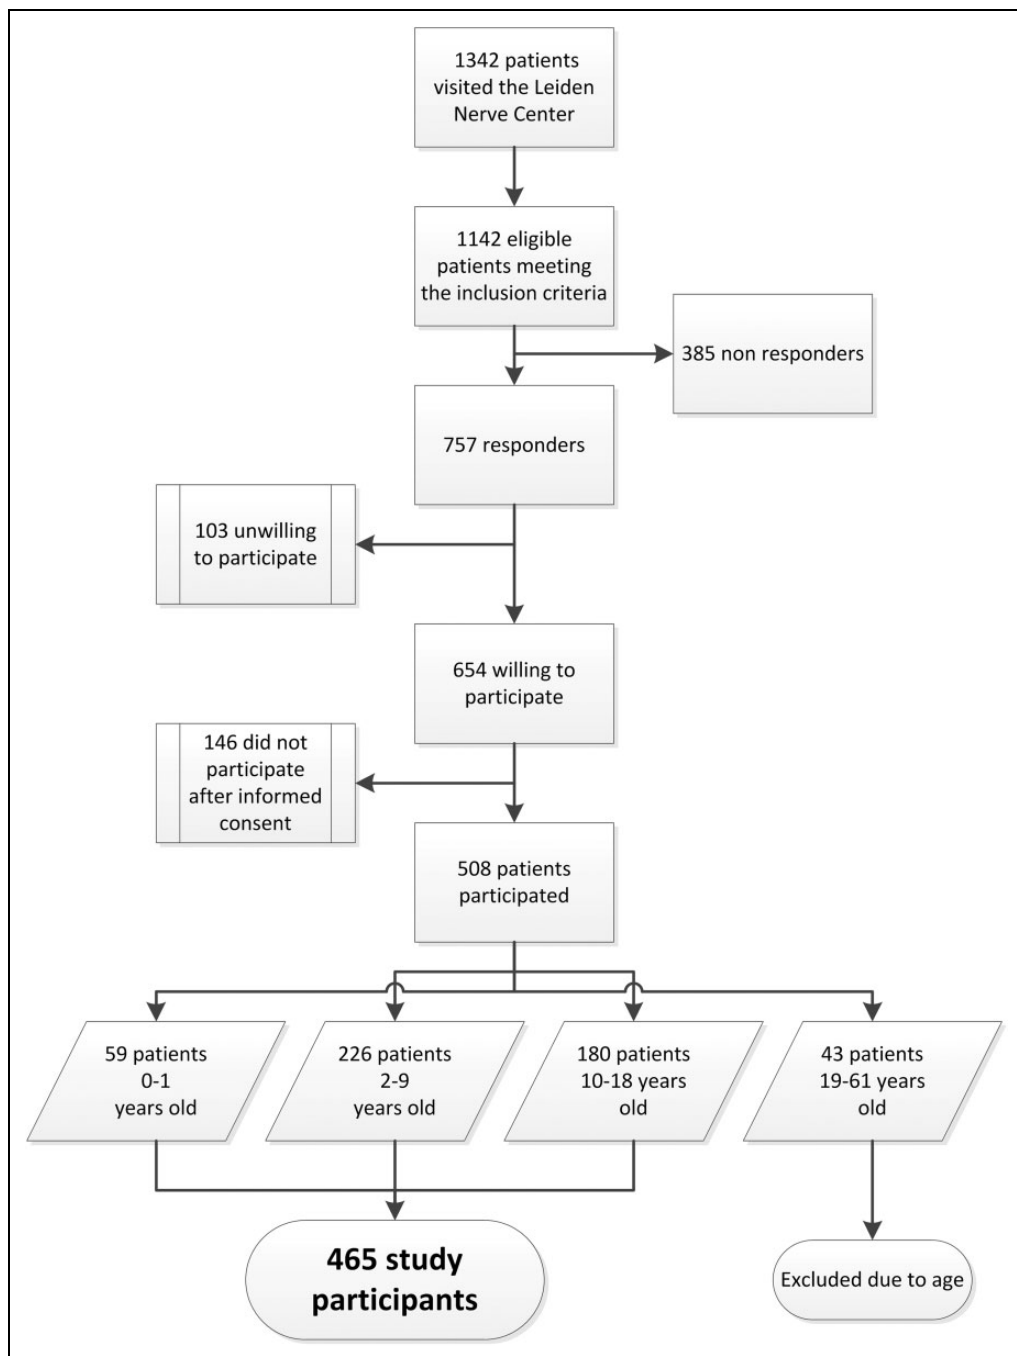 1342 patients
visited the Leiden
Nerve Center
1142 eligible
patients meeting
the inclusion criteria
385 non responders
757 responders
103 unwilling
to participate
654 willing to
participate
146 did not
participate
after informed
consent
508 patients
participated
59 patients
0-1
years old
226 patients
2-9
years old
180 patients
10-18 years
old
43 patients
19-61 years
old
465 study
participants
Excluded due to age